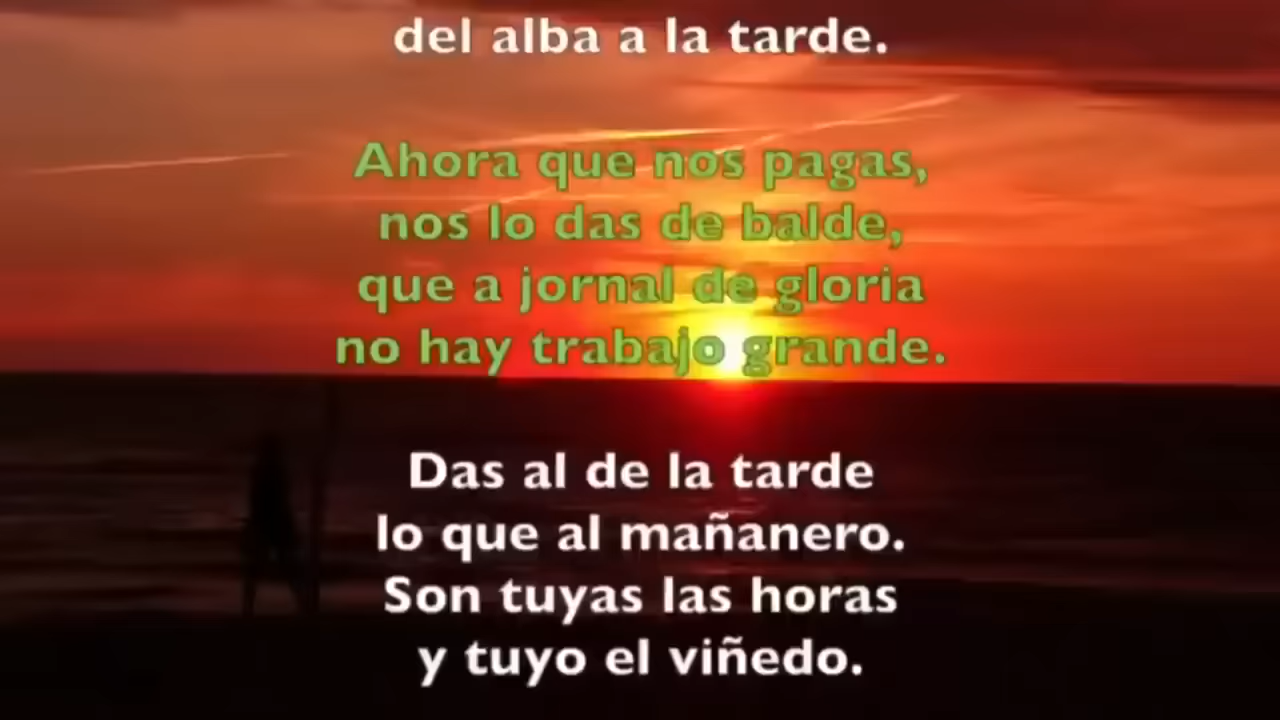 del alba a la tarde.
Ahora que nos pagas,
nos lo das de balde,
que a jornal de gloria
no hay trabajo grande.
Das al de la tarde
lo que al mañanero.
Son tuyas las horas
y tuyo el viñedo.